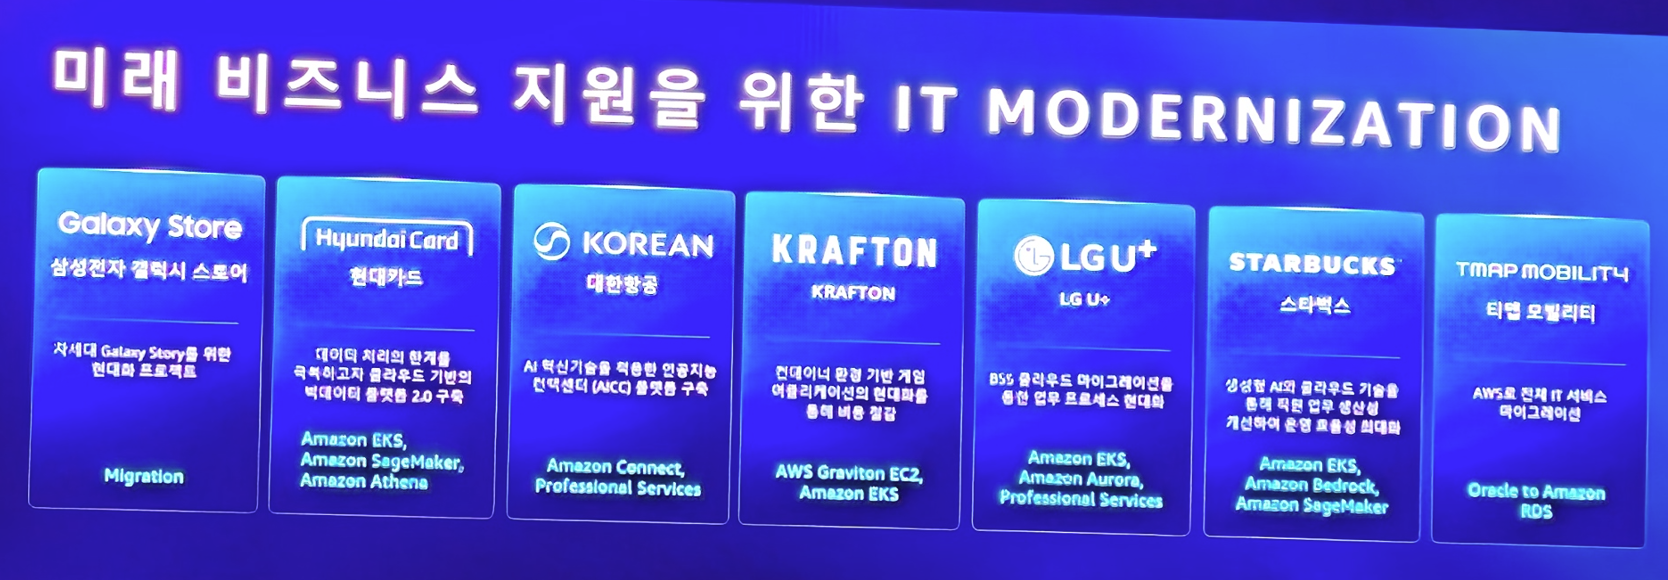 미래 비즈니스 지원을 위한 IT MODERNIZATION
Galaxy Store
삼성전자 갤럭시 스토어
차세대 Galaxy Story를 위한
현대화 프로젝트
Migration
Hyundai Card
현대카드
데이터 처리의 한계를
극복하고자 클라우드 기반의
빅데이터 플랫폼 2.0 구축
Amazon EKS,
Amazon SageMaker,
Amazon Athena
KOREAN
대한항공
AI 혁신기술을 적용한 인공지능
컨택센터 (AICC) 플랫폼 구축
Amazon Connect,
Professional Services
KRAFTON
KRAFTON
컨테이너 환경 기반 게임
어플리케이션의 현대화를
통해 비용 절감
AWS Graviton EC2,
Amazon EKS
LG U+
LG U+
BSS 클라우드 마이그레이션을
통한 업무 프로세스 현대화
Amazon EKS,
Amazon Aurora,
Professional Services
STARBUCKS
스타벅스
생성형 AI와 클라우드 기술을
통해 직원 업무 생산성
개선하여 운영 효율성 최대화
Amazon EKS,
Amazon Bedrock,
Amazon SageMaker
TMAP MOBILITY
티맵 모빌리티
AWS로 전체 IT 서비스
마이그레이션
Oracle to Amazon
RDS